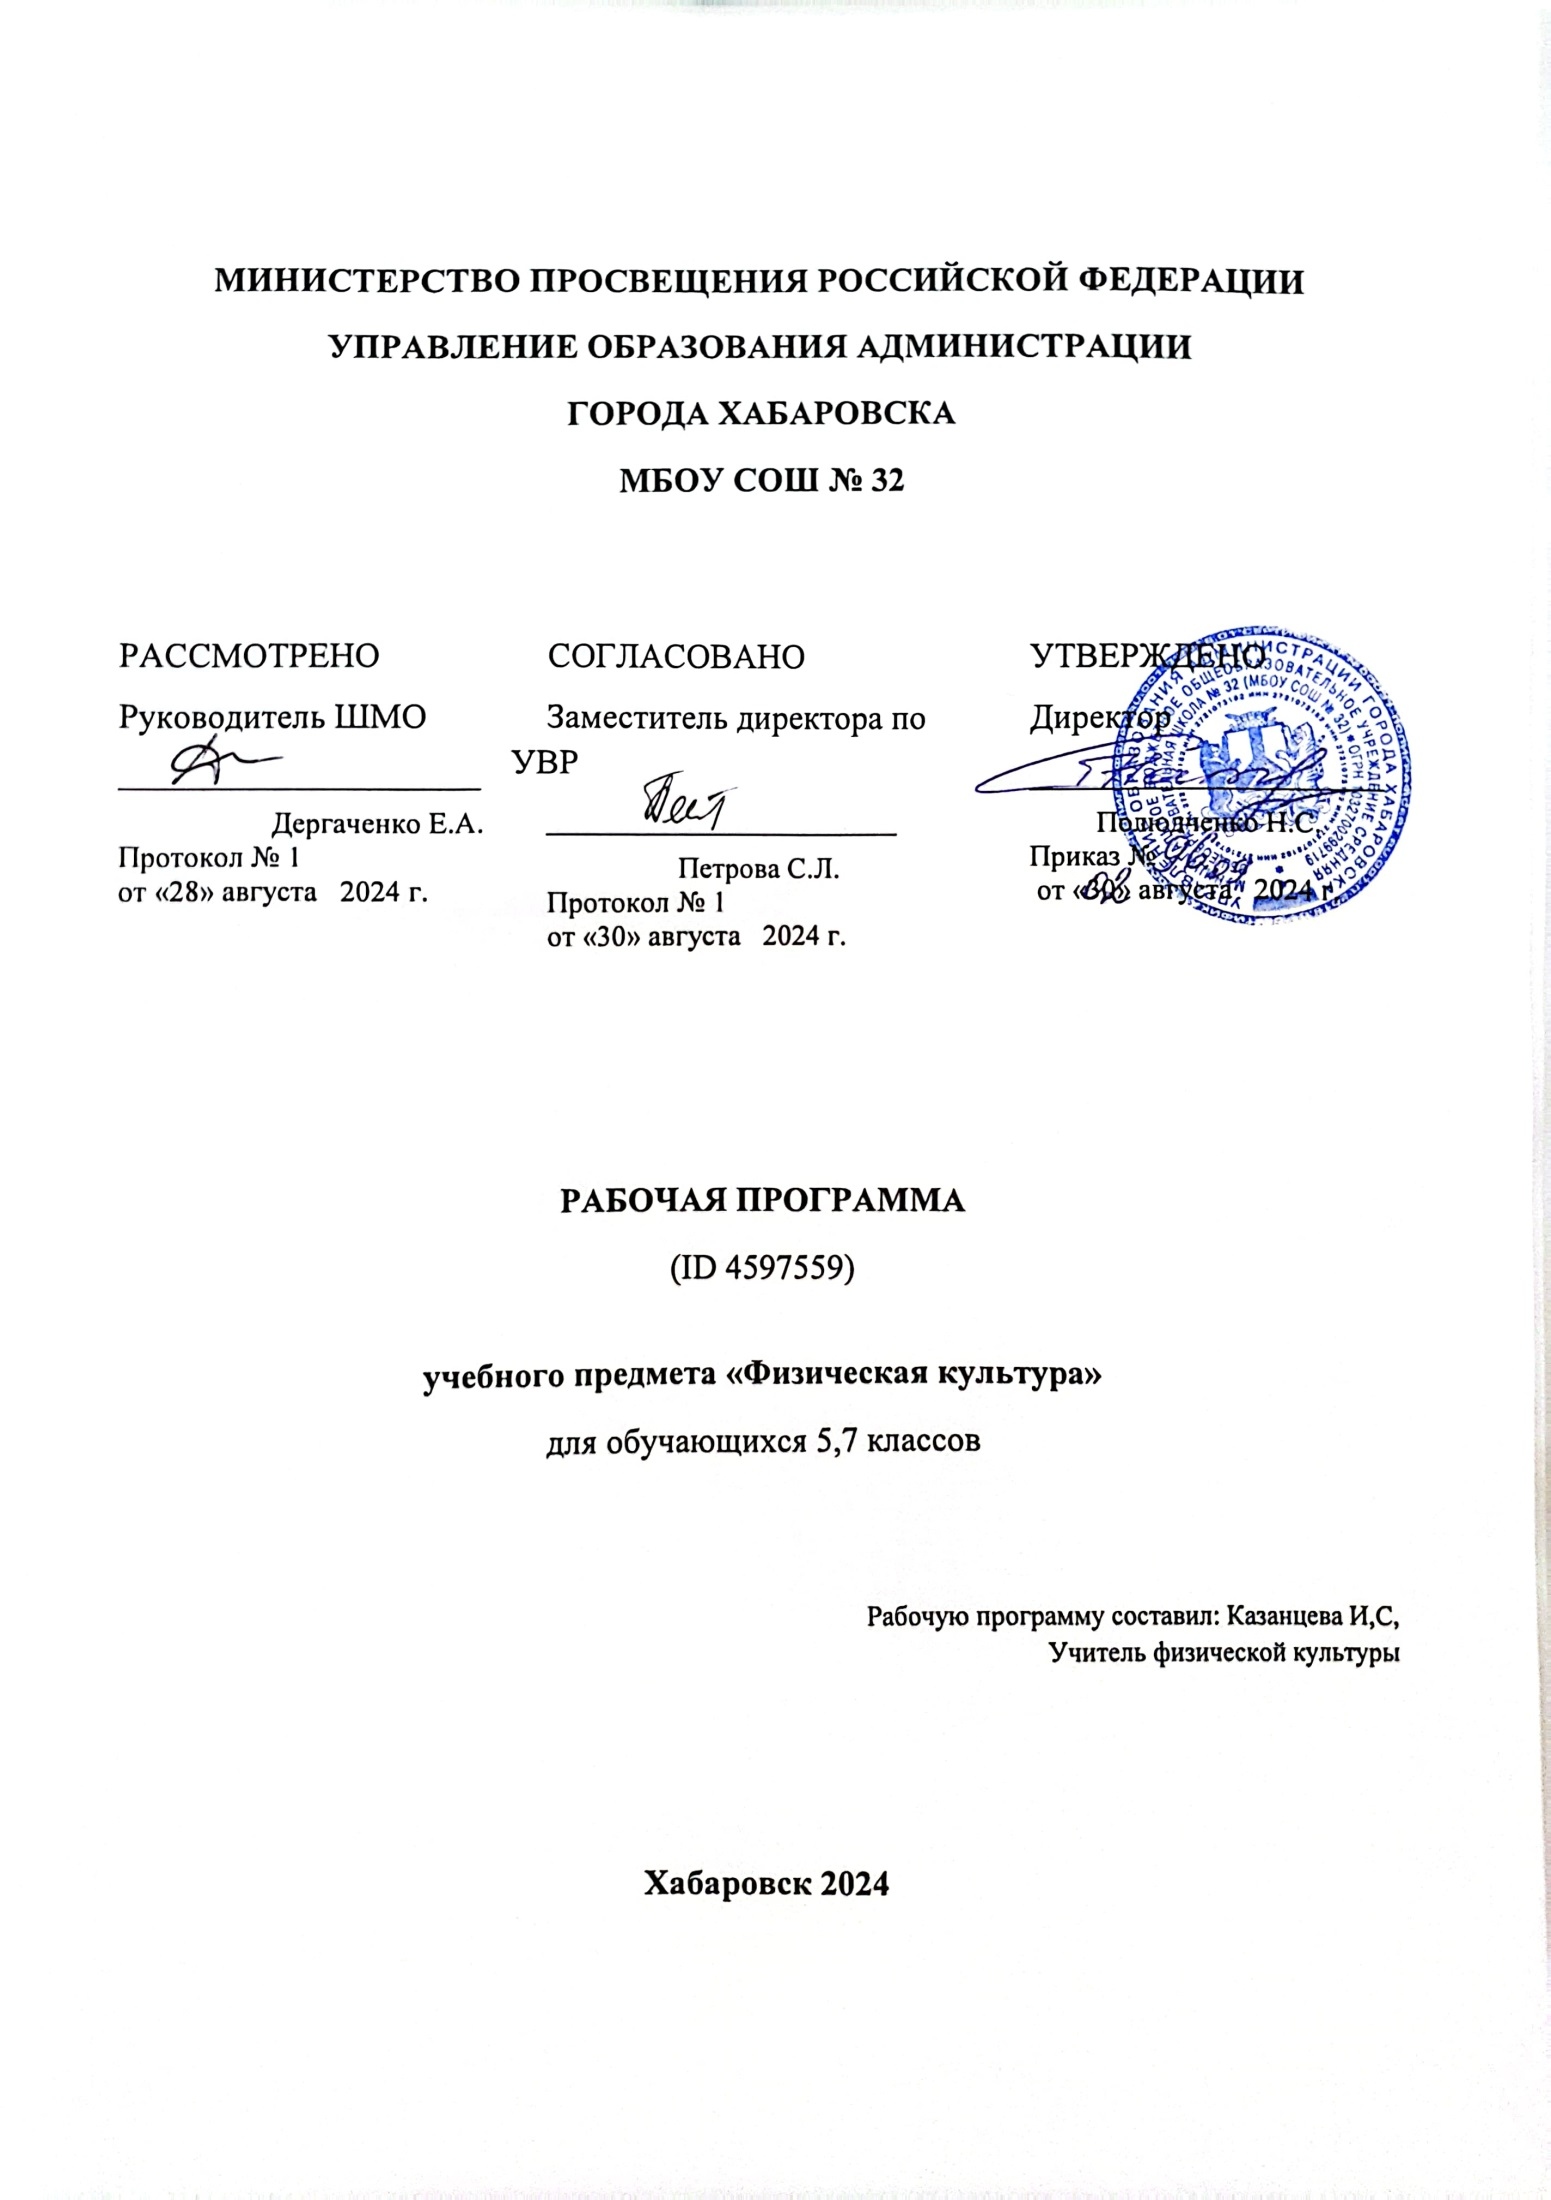 МИНИСТЕРСТВО ПРОСВЕЩЕНИЯ РОССИЙСКОЙ ФЕДЕРАЦИИ
УПРАВЛЕНИЕ ОБРАЗОВАНИЯ АДМИНИСТРАЦИИ
ГОРОДА ХАБАРОВСКА
МБОУ СОШ № 32
РАССМОТРЕНО
Руководитель ШМО
Дергаченко Е.А.
Протокол № 1
от «28» августа 2024 г.
СОГЛАСОВАНО
Заместитель директора по
УВР
Петрова С.Л.
Протокол № 1
от «30» августа 2024 г.
УТВЕРЖДЕНО
Директор
Н.С.
Приказ №
от «30» августа 2024 г.
РАБОЧАЯ ПРОГРАММА
(ID 4597559)
учебного предмета «Физическая культура»
для обучающихся 5,7 классов
Рабочую программу составил: Казанцева И,С,
Учитель физической культуры
Хабаровск 2024